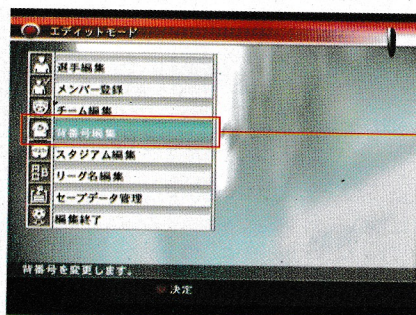 エディットモード
選手編集
メンバー登録
チーム編集
背番号編集
スタジアム編集
リーグ名編集
セーブデータ管理
編集終了
背番号を変更します。
決定